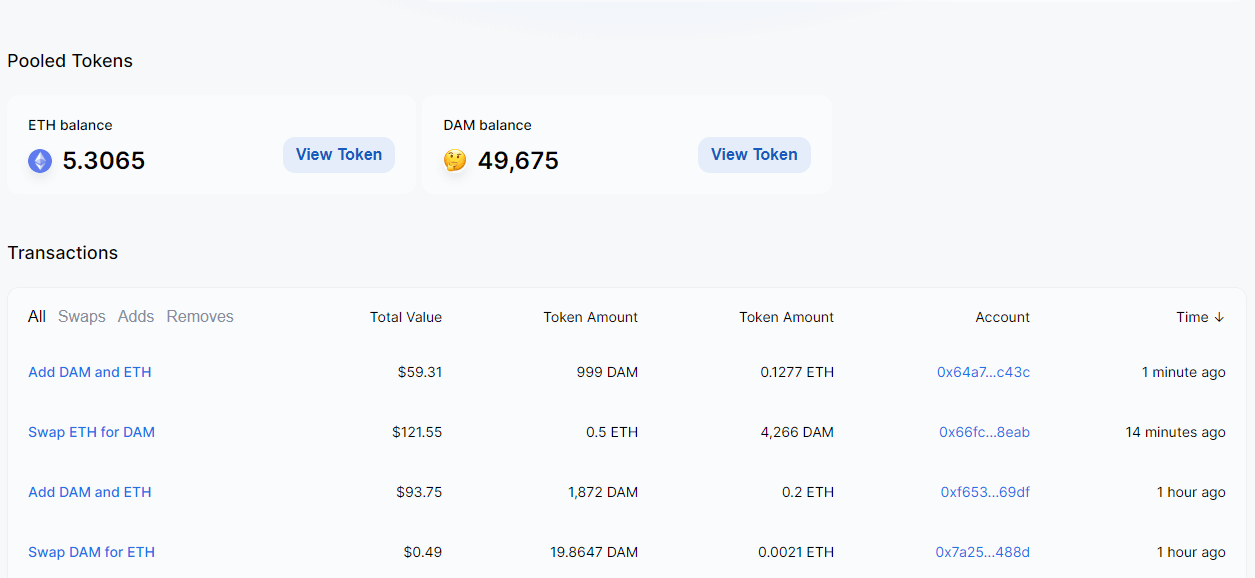 Pooled Tokens
ETH balance
5.3065
View Token
DAM balance
49,675
View Token
Transactions
All Swaps Adds Removes Total Value Token Amount Token Amount Account Time ↓
Add DAM and ETH $59.31 999 DAM 0.1277 ETH 0x64a7...c43c 1 minute ago
Swap ETH for DAM $121.55 0.5 ETH 4,266 DAM 0x66fc...8eab 14 minutes ago
Add DAM and ETH $93.75 1,872 DAM 0.2 ETH 0xf653...69df 1 hour ago
Swap DAM for ETH $0.49 19.8647 DAM 0.0021 ETH 0x7a25...488d 1 hour ago